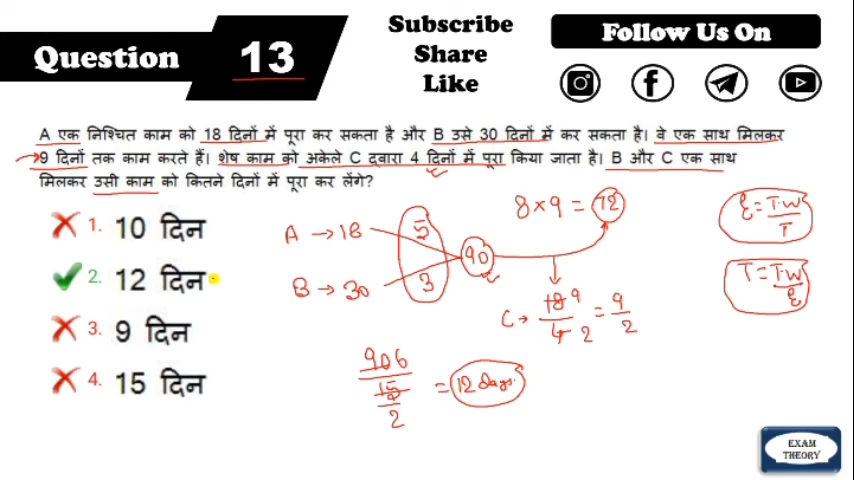 Question 13
Subscribe
Share
Like
Follow Us On
A एक निश्चित काम को 18 दिनों में पूरा कर सकता है और B उसे 30 दिनों में कर सकता है। वे एक साथ मिलकर
9 दिनों तक काम करते हैं। शेष काम को अकेले C दवारा 4 दिनों में पूरा किया जाता है। B और C एक साथ
मिलकर उसी काम को कितने दिनों में पूरा कर लेंगे?
1. 10 दिन
2. 12 दिन
3. 9 दिन
4. 15 दिन
8 × 9 = 72
A → 18 5
90
B → 30 3
C → 18 9 / 4 2 = 9/2
90 6 / 15/2 = 12 days.
E = T.W/T
T = T.W/E
EXAM
THEORY